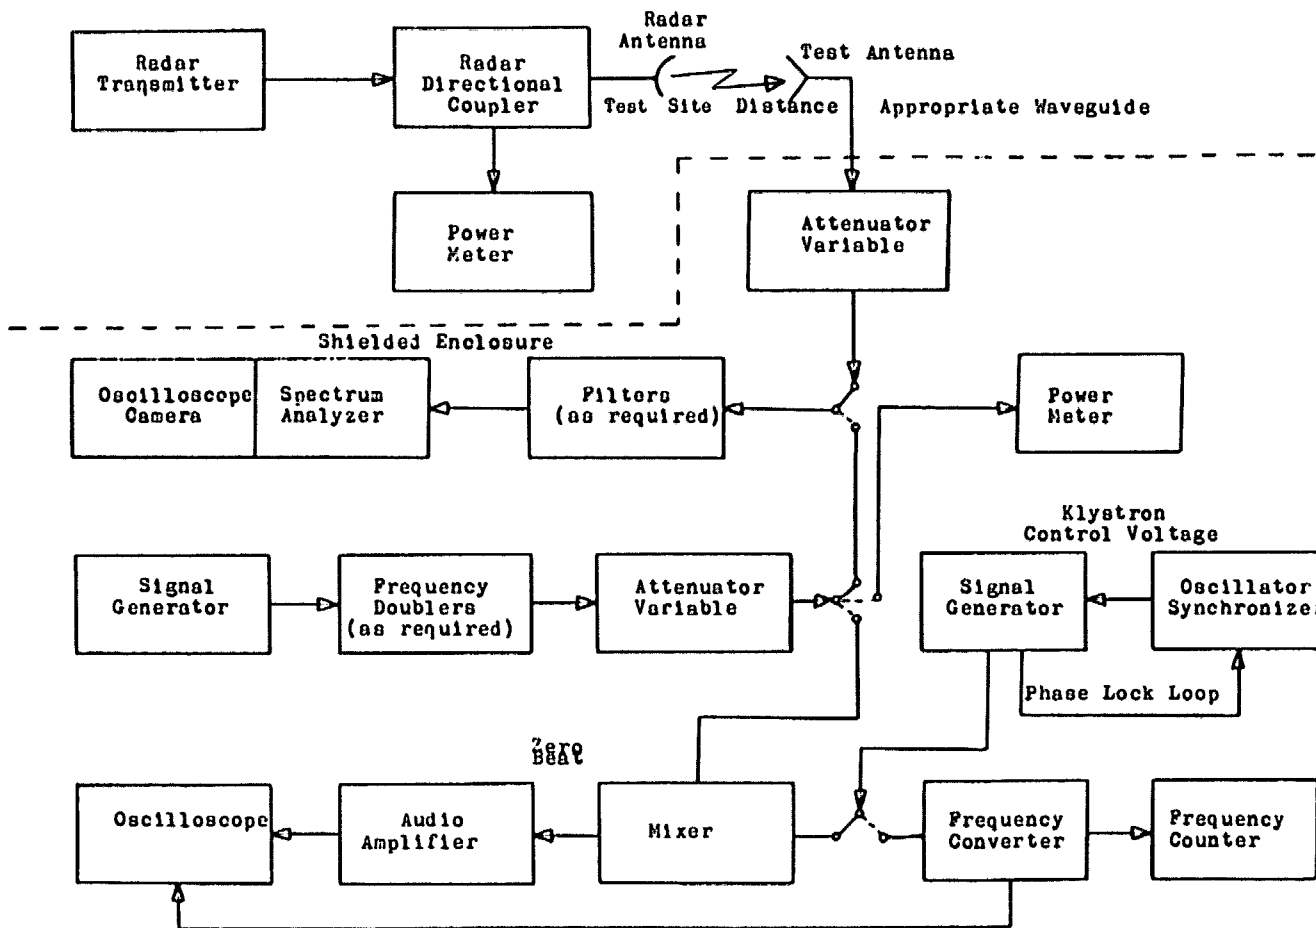 Radar
Antenna
Radar
Transmitter
Radar
Directional
Coupler
Test Antenna
Test Site Distance
Appropriate Waveguide
Power
Meter
Attenuator
Variable
Shielded Enclosure
Oscilloscope
Camera
Spectrum
Analyzer
Filters
(as required)
Power
Meter
Klystron
Control Voltage
Signal
Generator
Frequency
Doublers
(as required)
Attenuator
Variable
Signal
Generator
Oscillator
Synchronizer
Phase Lock Loop
Zero
Beat
Oscilloscope
Audio
Amplifier
Mixer
Frequency
Converter
Frequency
Counter